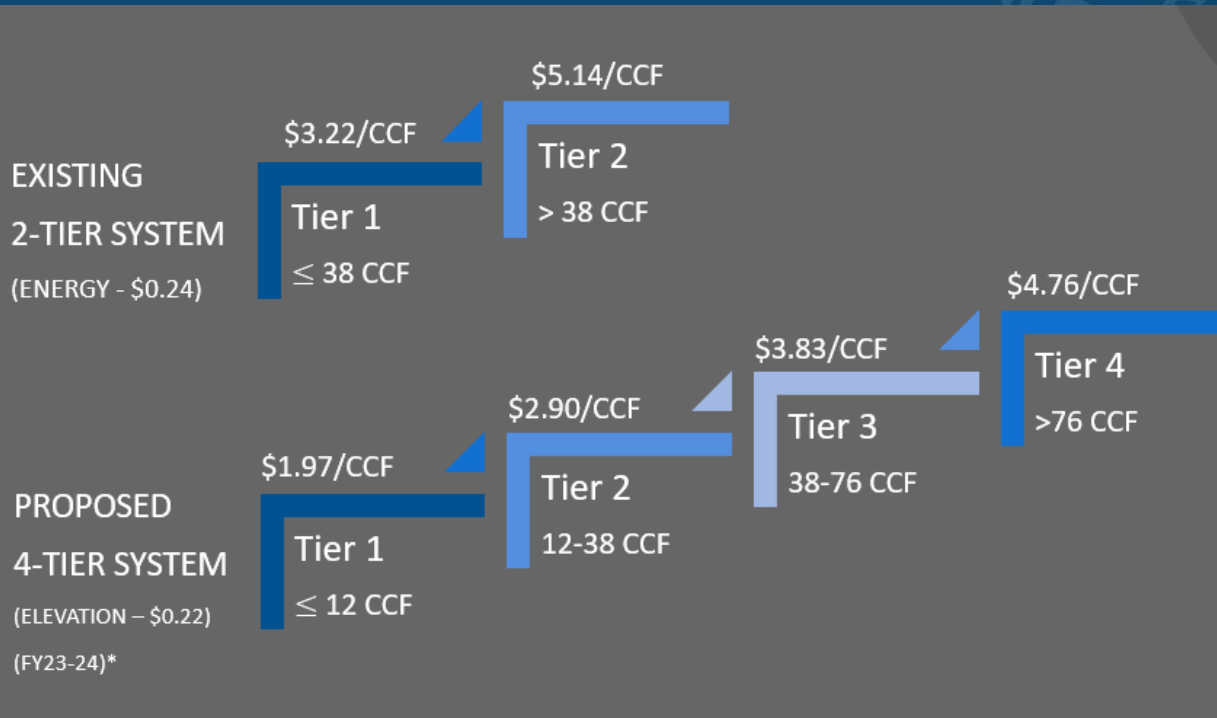 EXISTING
2-TIER SYSTEM
(ENERGY - $0.24)
$3.22/CCF
Tier 1
≤ 38 CCF
$5.14/CCF
Tier 2
> 38 CCF
PROPOSED
4-TIER SYSTEM
(ELEVATION – $0.22)
(FY23-24)*
$1.97/CCF
Tier 1
≤ 12 CCF
$2.90/CCF
Tier 2
12-38 CCF
$3.83/CCF
Tier 3
38-76 CCF
$4.76/CCF
Tier 4
>76 CCF